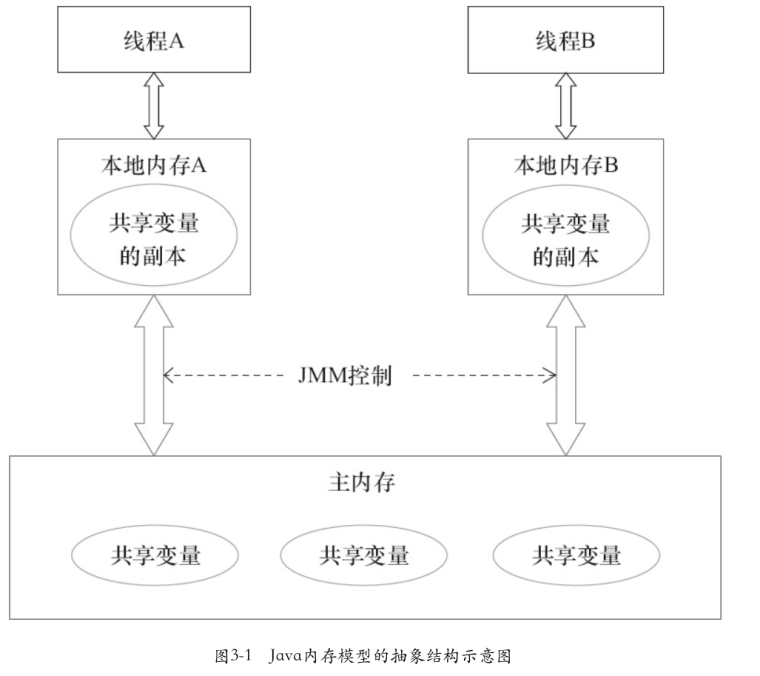 线程A
线程B
本地内存A
共享变量
的副本
本地内存B
共享变量
的副本
JMM控制
主内存
共享变量
共享变量
共享变量
图3-1 Java内存模型的抽象结构示意图